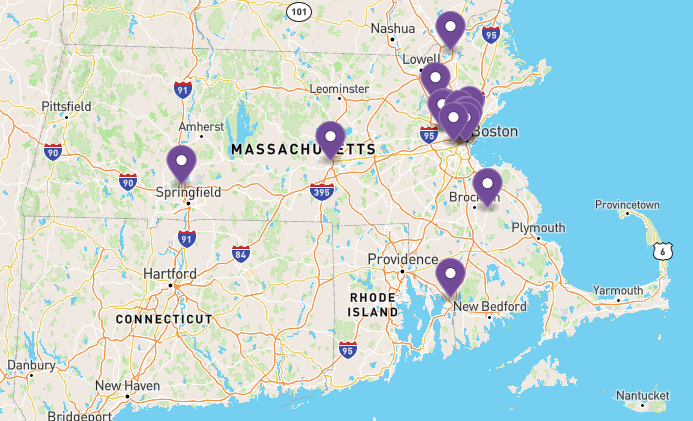 101
Nashua
95
Lowell
91
Leominster
Pittsfield
Amherst
95
Boston
MASSACHUSETTS
90
90
Springfield
395
Brockton
Provincetown
Plymouth
91
84
6
Providence
Hartford
Yarmouth
RHODE
ISLAND
New Bedford
CONNECTICUT
95
Danbury
New Haven
Nantucket
Bridgeport